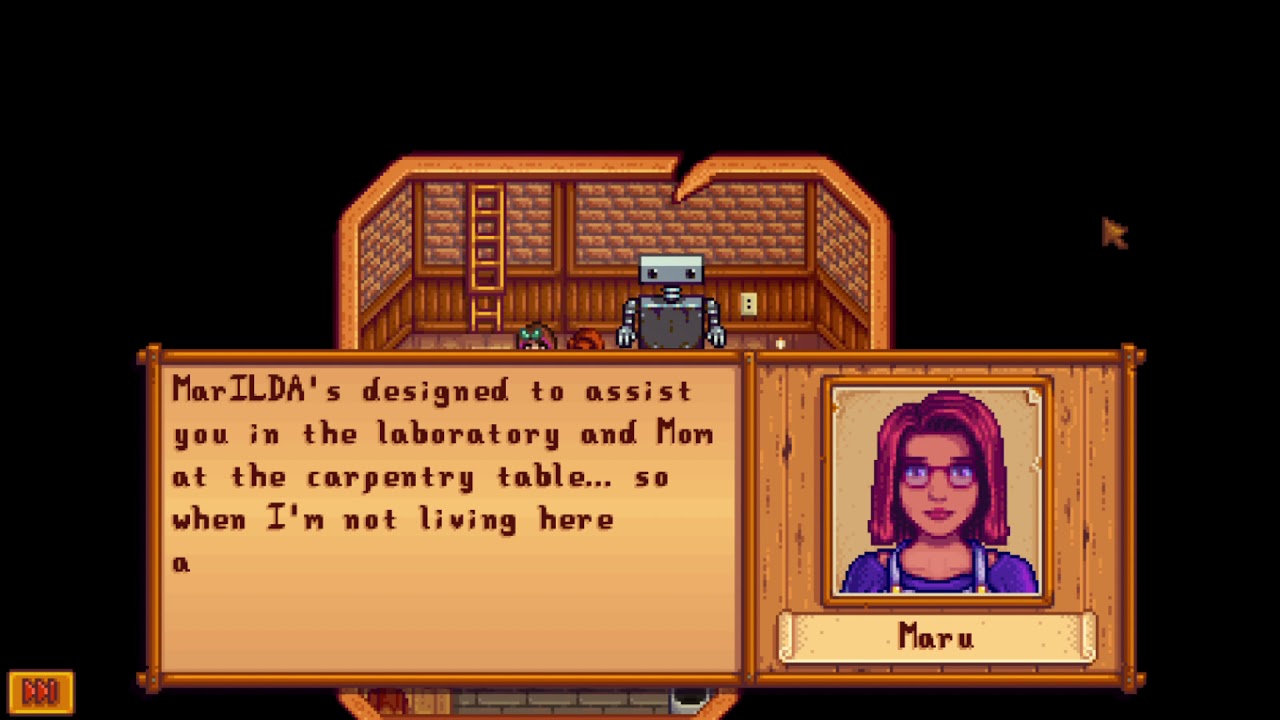 MarILDA's designed to assist
you in the laboratory and Mom
at the carpentry table... so
when I'm not living here
a
Maru